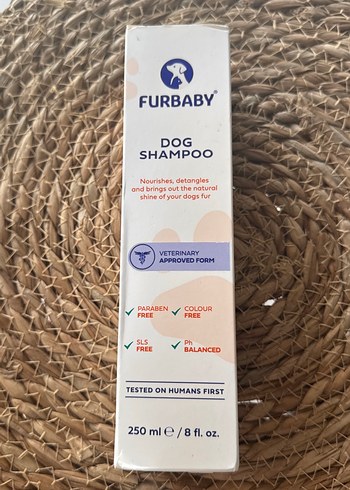 FURBABY®
DOG
SHAMPOO
Nourishes, detangles
and brings out the natural
shine of your dogs fur
VETERINARY
APPROVED FORM
PARABEN
FREE
COLOUR
FREE
SLS
FREE
Ph
BALANCED
TESTED ON HUMANS FIRST
250 ml ℮ / 8 fl. oz.